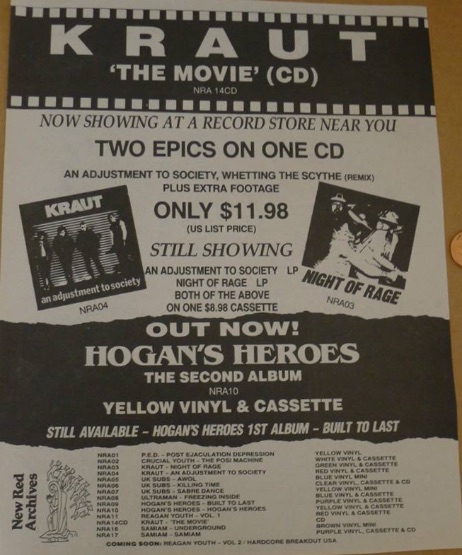 KRAUT
'THE MOVIE' (CD)
NRA 14CD
NOW SHOWING AT A RECORD STORE NEAR YOU
TWO EPICS ON ONE CD
AN ADJUSTMENT TO SOCIETY, WHETTING THE SCYTHE (REMIX)
PLUS EXTRA FOOTAGE
KRAUT
an adjustment to society
NRA04
ONLY $11.98
(US LIST PRICE)
STILL SHOWING
AN ADJUSTMENT TO SOCIETY LP
NIGHT OF RAGE LP
BOTH OF THE ABOVE
ON ONE $8.98 CASSETTE
NIGHT OF RAGE
NRA03
OUT NOW!
HOGAN'S HEROES
THE SECOND ALBUM
NRA10
YELLOW VINYL & CASSETTE
STILL AVAILABLE – HOGAN'S HEROES 1ST ALBUM – BUILT TO LAST
New Red
Archives
NRA01 P.E.D. - POST EJACULATION DEPRESSION YELLOW VINYL
NRA02 CRUCIAL YOUTH - THE POSI MACHINE WHITE VINYL & CASSETTE
NRA03 KRAUT - NIGHT OF RAGE GREEN VINYL & CASSETTE
NRA04 KRAUT - AN ADJUSTMENT TO SOCIETY RED VINYL & CASSETTE
NRA05 UK SUBS - AWOL BLUE VINYL MINI
NRA06 UK SUBS - KILLING TIME CLEAR VINYL, CASSETTE & CD
NRA07 UK SUBS - SABRE DANCE YELLOW VINYL MINI
NRA08 ULTRAMAN - FREEZING INSIDE BLUE VINYL & CASSETTE
NRA09 HOGAN'S HEROES - BUILT TO LAST PURPLE VINYL & CASSETTE
NRA10 HOGAN'S HEROES - HOGAN'S HEROES YELLOW VINYL & CASSETTE
NRA11 REAGAN YOUTH - VOL. 1 RED VINYL & CASSETTE
NRA14CD KRAUT - 'THE MOVIE' CD
NRA16 SAMIAM - UNDERGROUND BROWN VINYL MINI
NRA17 SAMIAM - SAMIAM PURPLE VINYL, CASSETTE & CD
COMING SOON: REAGAN YOUTH - VOL 2 / HARDCORE BREAKOUT USA